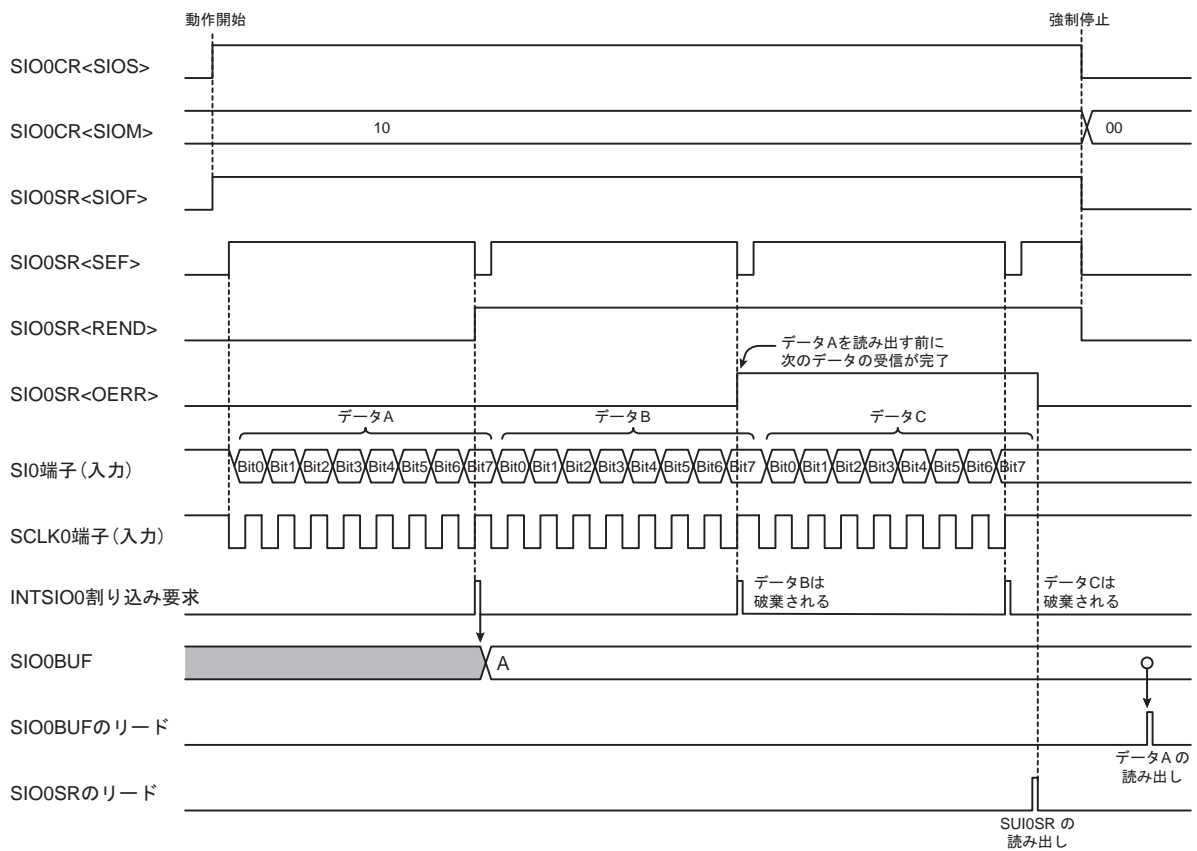 動作開始
強制停止
SIO0CR<SIOS>
SIO0CR<SIOM>
10
00
SIO0SR<SIOF>
SIO0SR<SEF>
SIO0SR<REND>
データAを読み出す前に
次のデータの受信が完了
SIO0SR<OERR>
データA
データB
データC
SI0端子(入力)
Bit0 Bit1 Bit2 Bit3 Bit4 Bit5 Bit6 Bit7 Bit0 Bit1 Bit2 Bit3 Bit4 Bit5 Bit6 Bit7 Bit0 Bit1 Bit2 Bit3 Bit4 Bit5 Bit6 Bit7
SCLK0端子(入力)
INTSIO0割り込み要求
データBは
破棄される
データCは
破棄される
SIO0BUF
A
SIO0BUFのリード
データA の
読み出し
SIO0SRのリード
SUI0SR の
読み出し